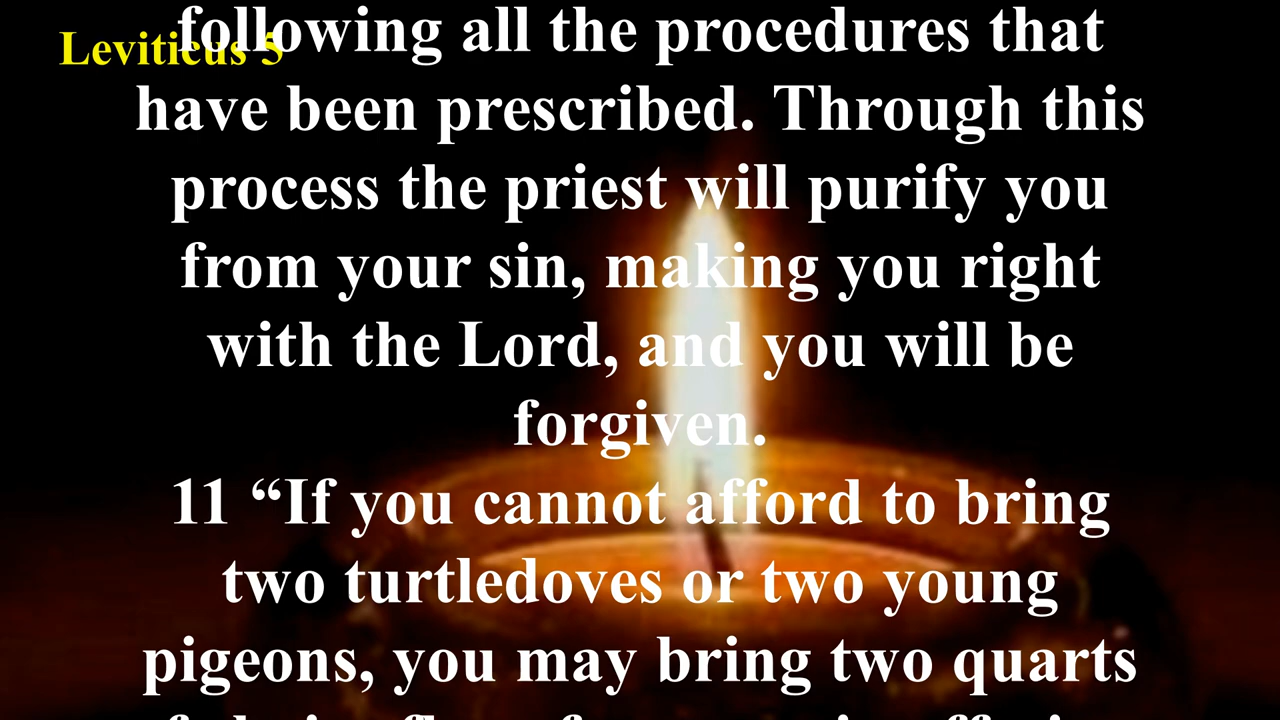 Leviticus 5
following all the procedures that
have been prescribed. Through this
process the priest will purify you
from your sin, making you right
with the Lord, and you will be
forgiven.
11 “If you cannot afford to bring
two turtledoves or two young
pigeons, you may bring two quarts